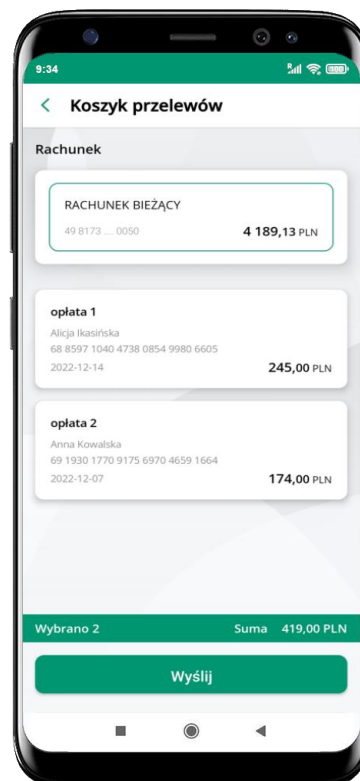 9:34
Koszyk przelewów
Rachunek
RACHUNEK BIEŻĄCY
49 8173 .... 0050 4 189,13 PLN
opłata 1
Alicja Ikasińska
68 8597 1040 4738 0854 9980 6605
2022-12-14 245,00 PLN
opłata 2
Anna Kowalska
69 1930 1770 9175 6970 4659 1664
2022-12-07 174,00 PLN
Wybrano 2 Suma 419,00 PLN
Wyślij